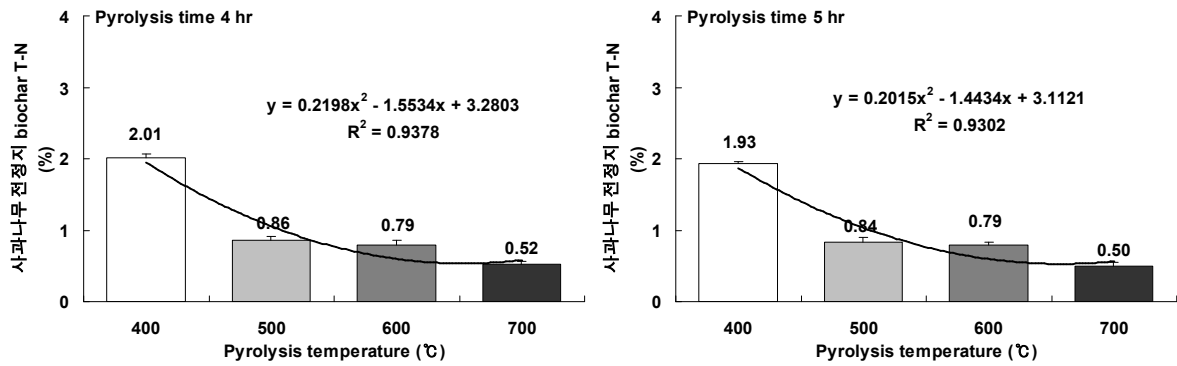 Pyrolysis time 4 hr
사과나무 전정지 biochar T-N
(%)
4
3
2
1
0
y = 0.2198x² - 1.5534x + 3.2803
R² = 0.9378
2.01
0.86
0.79
0.52
400
500
600
700
Pyrolysis temperature (℃)
Pyrolysis time 5 hr
사과나무 전정지 biochar T-N
(%)
4
3
2
1
0
y = 0.2015x² - 1.4434x + 3.1121
R² = 0.9302
1.93
0.84
0.79
0.50
400
500
600
700
Pyrolysis temperature (℃)